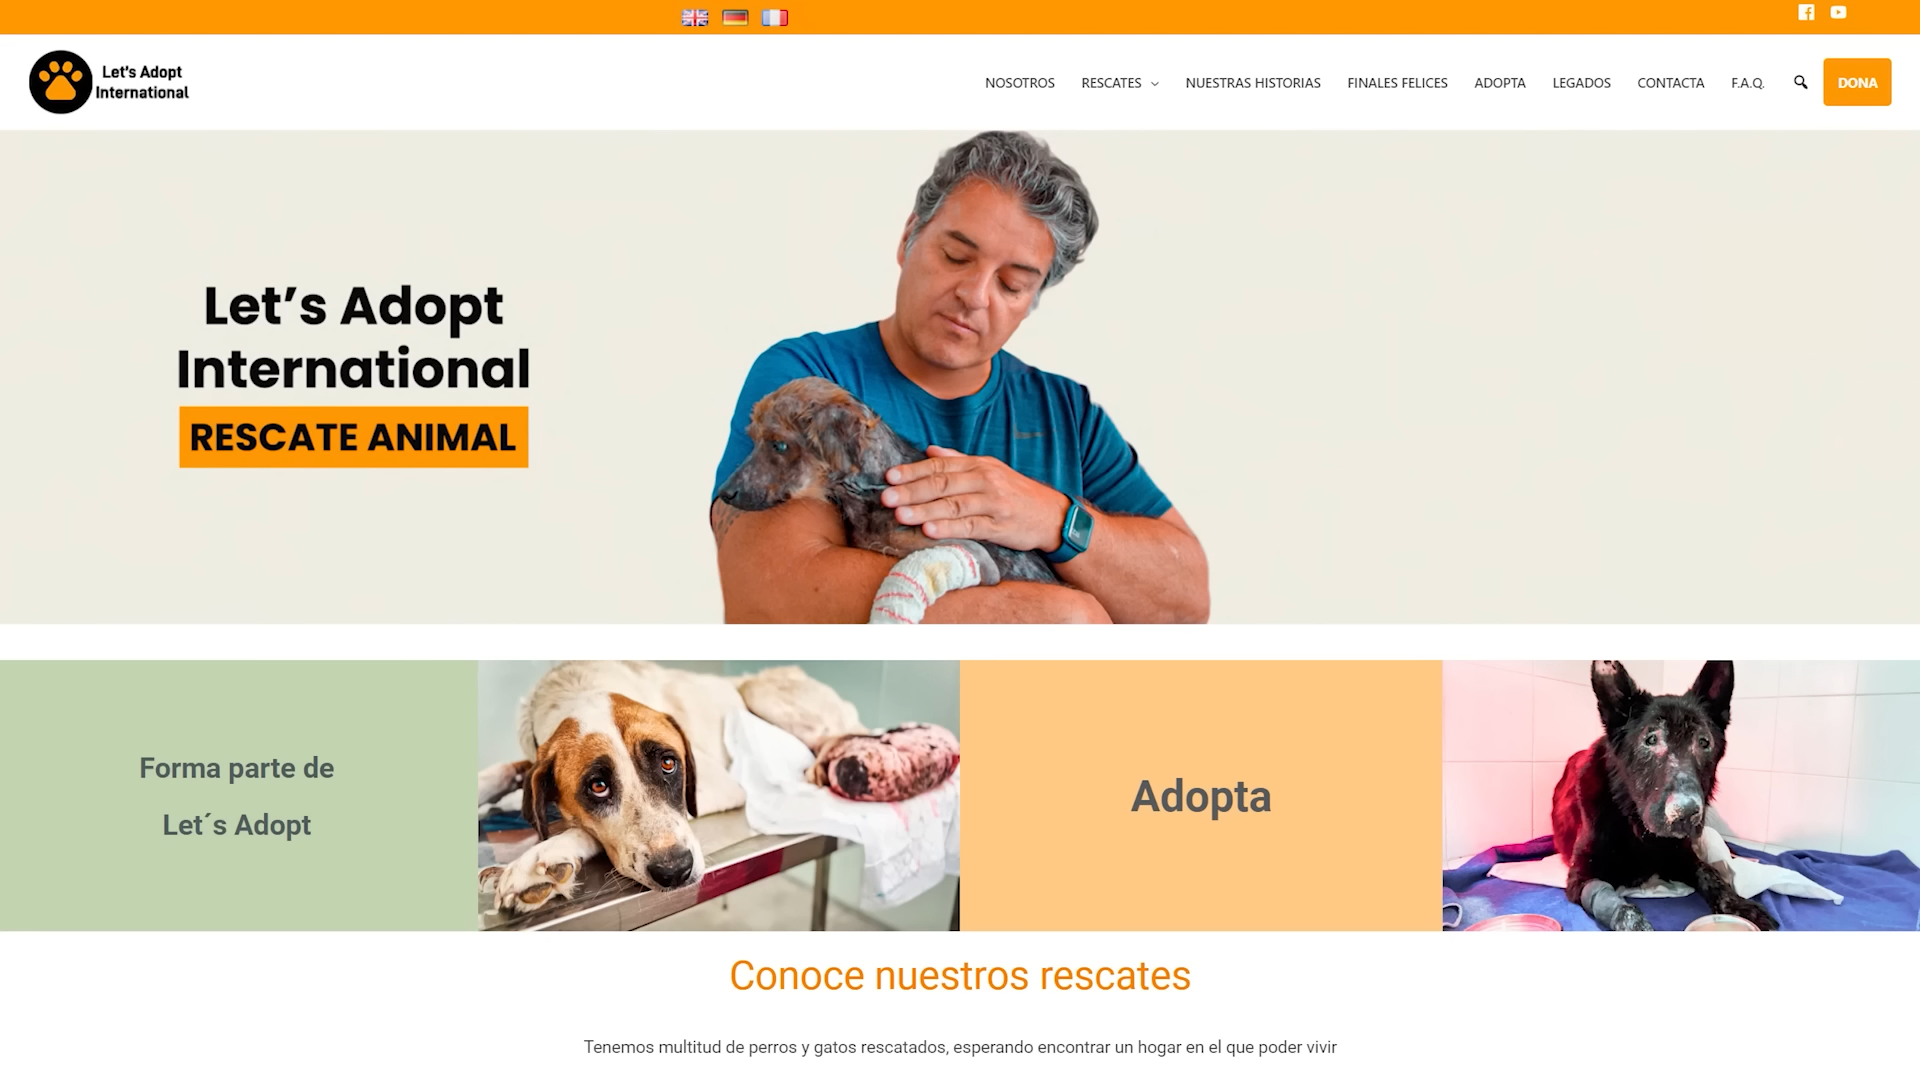 Let's Adopt
International
NOSOTROS
RESCATES
NUESTRAS HISTORIAS
FINALES FELICES
ADOPTA
LEGADOS
CONTACTA
F.A.Q.
DONA
Let’s Adopt
International
RESCATE ANIMAL
Forma parte de
Let´s Adopt
Adopta
Conoce nuestros rescates
Tenemos multitud de perros y gatos rescatados, esperando encontrar un hogar en el que poder vivir